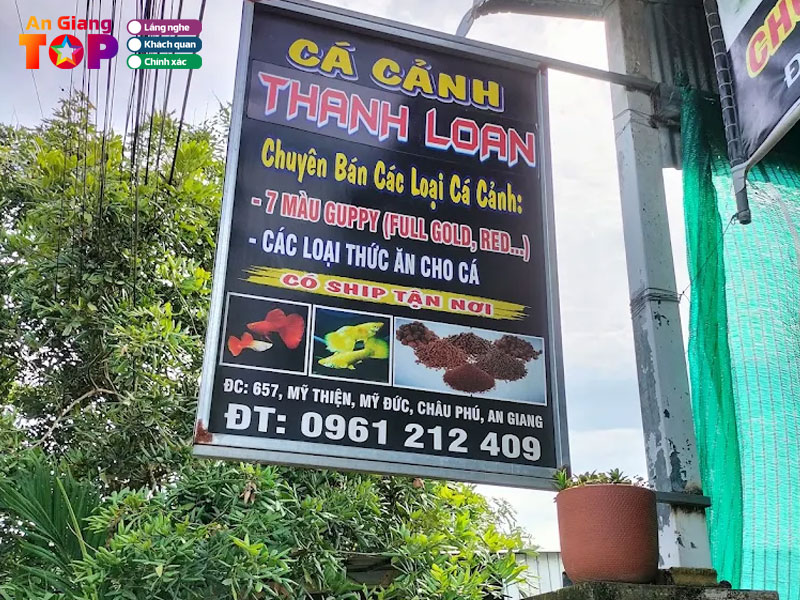 An Giang
TOP
Lắng nghe
Khách quan
Chính xác
CÁ CẢNH
THANH LOAN
Chuyên Bán Các Loại Cá Cảnh:
- 7 MÀU GUPPY (FULL GOLD, RED...)
- CÁC LOẠI THỨC ĂN CHO CÁ
CÓ SHIP TẬN NƠI
ĐC: 657, MỸ THIỆN, MỸ ĐỨC, CHÂU PHÚ, AN GIANG
ĐT: 0961 212 409